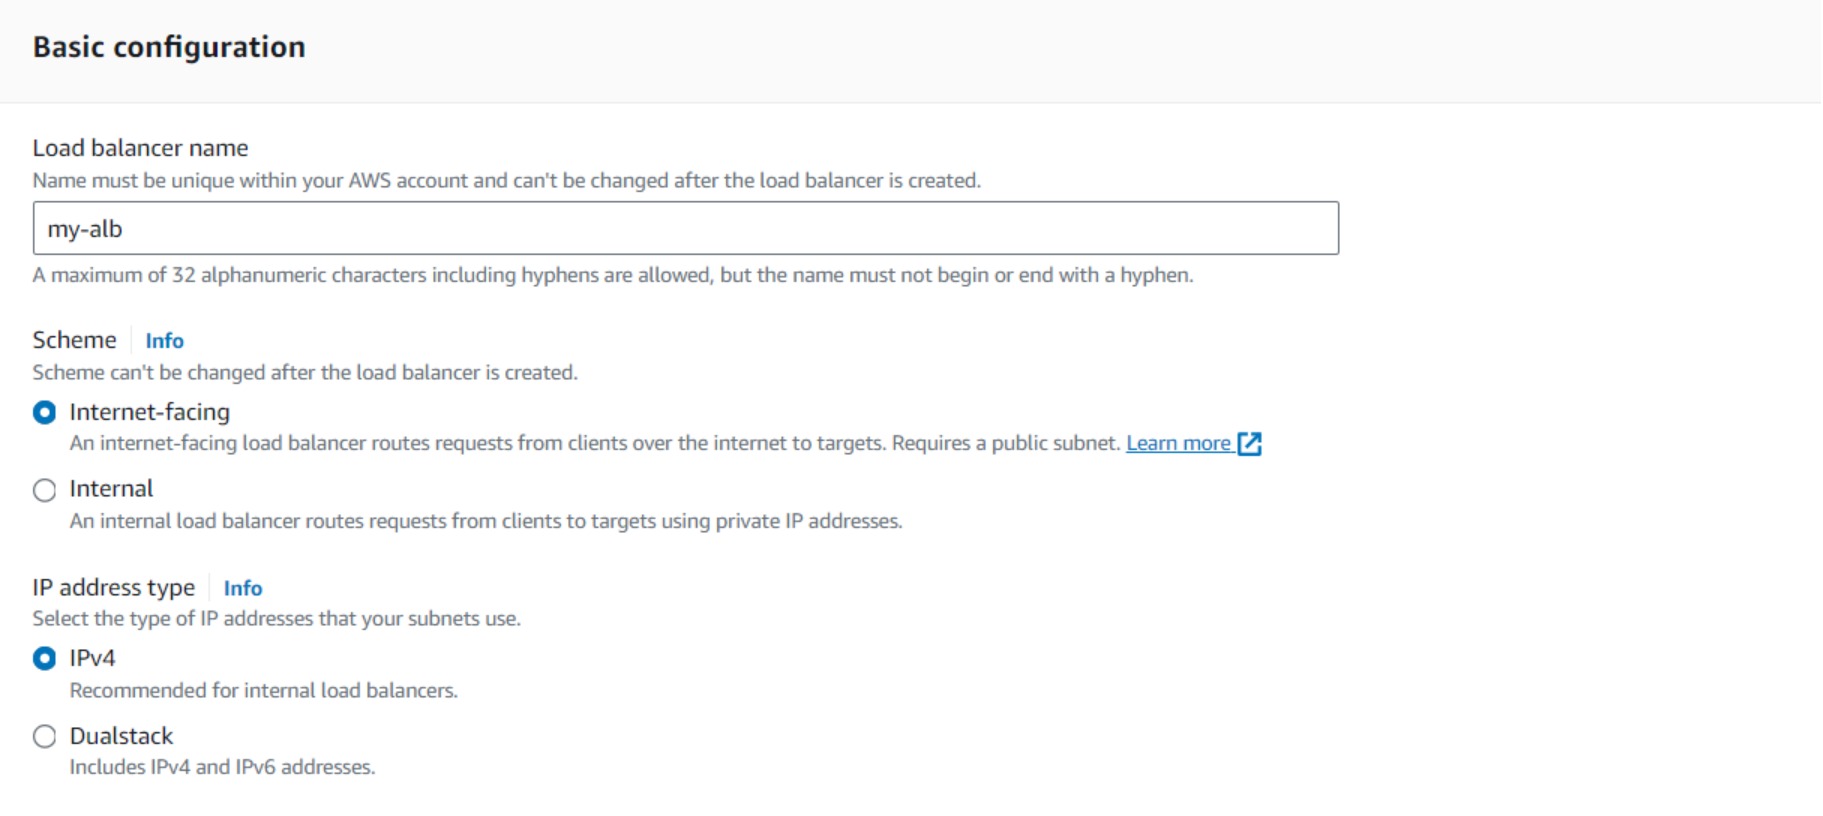 Basic configuration
Load balancer name
Name must be unique within your AWS account and can't be changed after the load balancer is created.
my-alb
A maximum of 32 alphanumeric characters including hyphens are allowed, but the name must not begin or end with a hyphen.
Scheme Info
Scheme can't be changed after the load balancer is created.
Internet-facing
An internet-facing load balancer routes requests from clients over the internet to targets. Requires a public subnet. Learn more
Internal
An internal load balancer routes requests from clients to targets using private IP addresses.
IP address type Info
Select the type of IP addresses that your subnets use.
IPv4
Recommended for internal load balancers.
Dualstack
Includes IPv4 and IPv6 addresses.